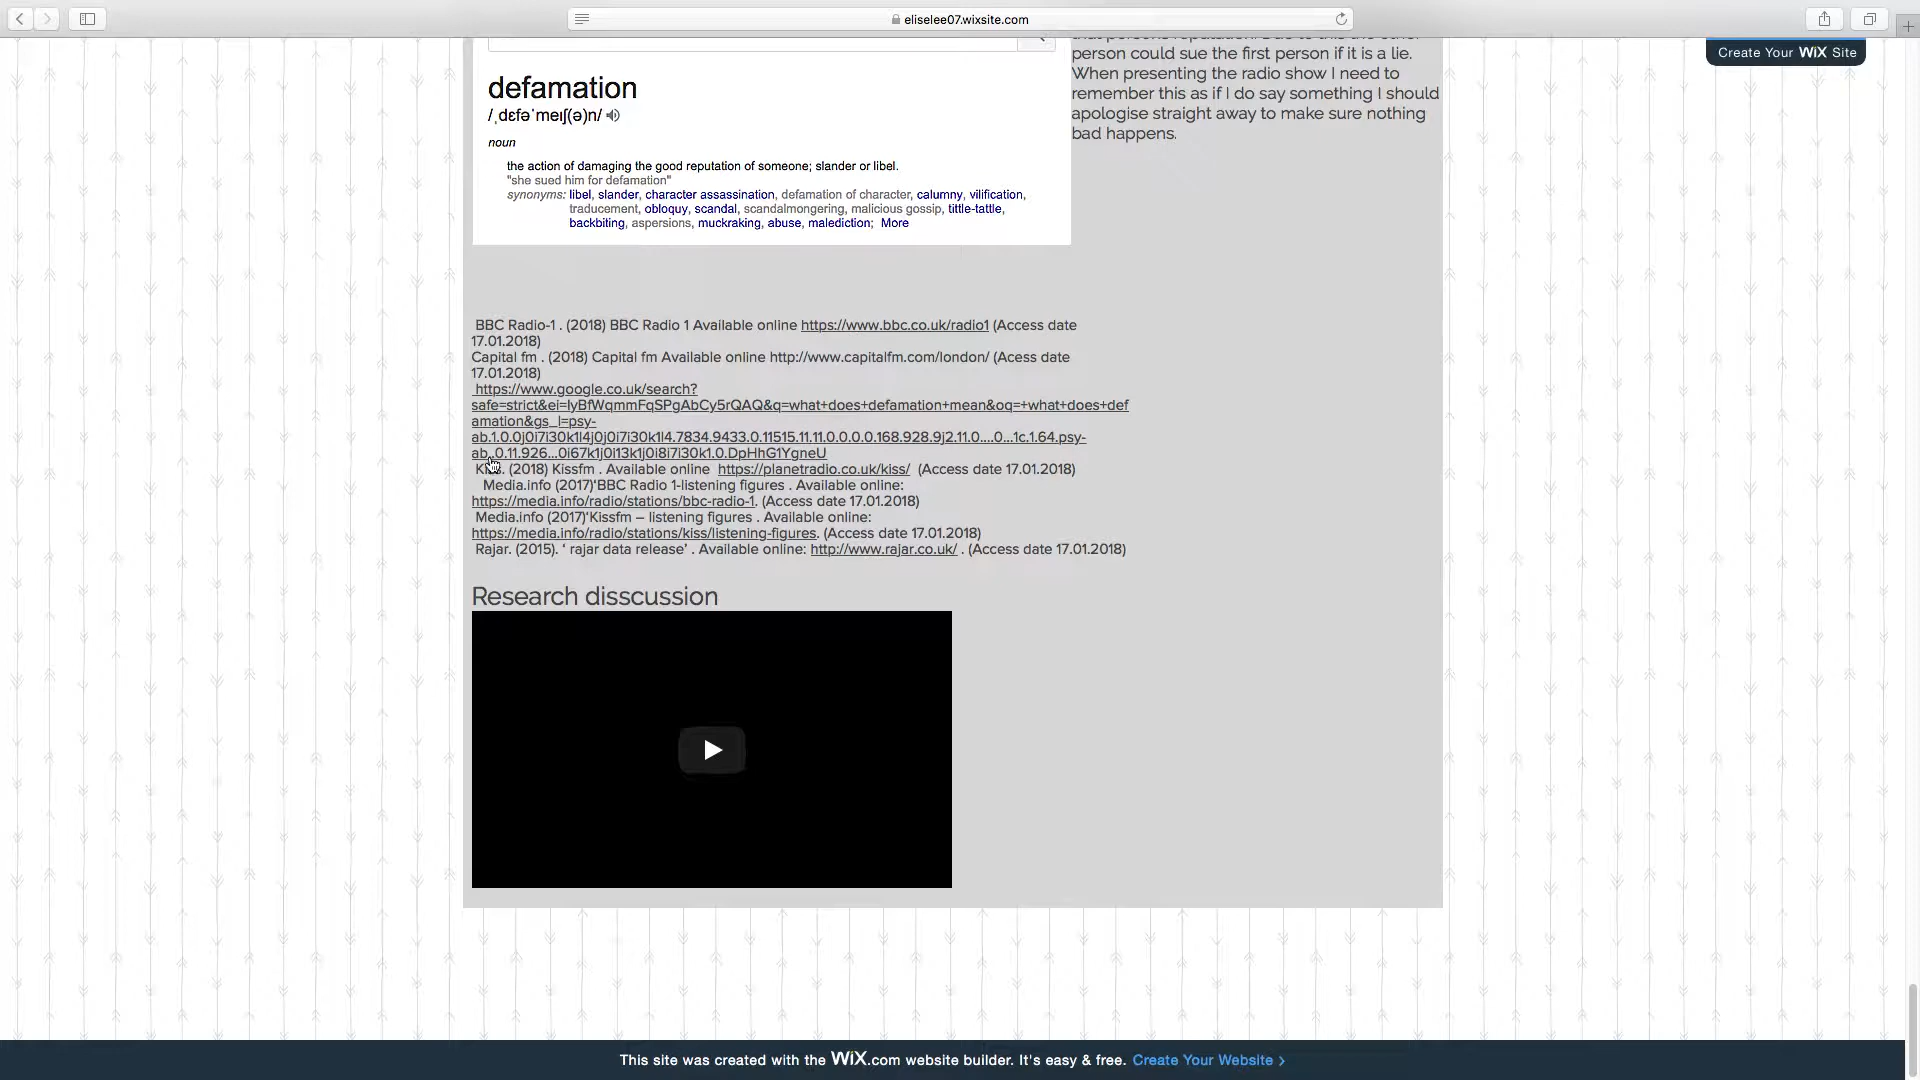 eliselee07.wixsite.com
Create Your WiX Site
person could sue the first person if it is a lie.
When presenting the radio show I need to
remember this as if I do say something I should
apologise straight away to make sure nothing
bad happens.
defamation
/ˌdɛfəˈmeɪʃ(ə)n/
noun
the action of damaging the good reputation of someone; slander or libel.
"she sued him for defamation"
synonyms: libel, slander, character assassination, defamation of character, calumny, vilification,
traducement, obloquy, scandal, scandalmongering, malicious gossip, tittle-tattle,
backbiting, aspersions, muckraking, abuse, malediction; More
BBC Radio-1 . (2018) BBC Radio 1 Available online https://www.bbc.co.uk/radio1 (Access date
17.01.2018)
Capital fm . (2018) Capital fm Available online http://www.capitalfm.com/london/ (Acess date
17.01.2018)
https://www.google.co.uk/search?
safe=strict&ei=IyBfWqmmFqSPgAbCy5rQAQ&q=what+does+defamation+mean&oq=+what+does+def
amation&gs_l=psy-
ab.1.0.0j0i7i30k1l4j0j0i7i30k1l4.7834.9433.0.11515.11.11.0.0.0.0.168.928.9j2.11.0....0...1c.1.64.psy-
ab..0.11.926...0i67k1j0i13k1j0i8i7i30k1.0.DpHhG1YgneU
(2018) Kissfm . Available online https://planetradio.co.uk/kiss/ (Access date 17.01.2018)
Media.info (2017)'BBC Radio 1-listening figures . Available online:
https://media.info/radio/stations/bbc-radio-1. (Access date 17.01.2018)
Media.info (2017)'Kissfm – listening figures . Available online:
https://media.info/radio/stations/kiss/listening-figures. (Access date 17.01.2018)
Rajar. (2015). ‘ rajar data release’ . Available online: http://www.rajar.co.uk/ . (Access date 17.01.2018)
Research disscussion
This site was created with the WiX.com website builder. It's easy & free. Create Your Website >